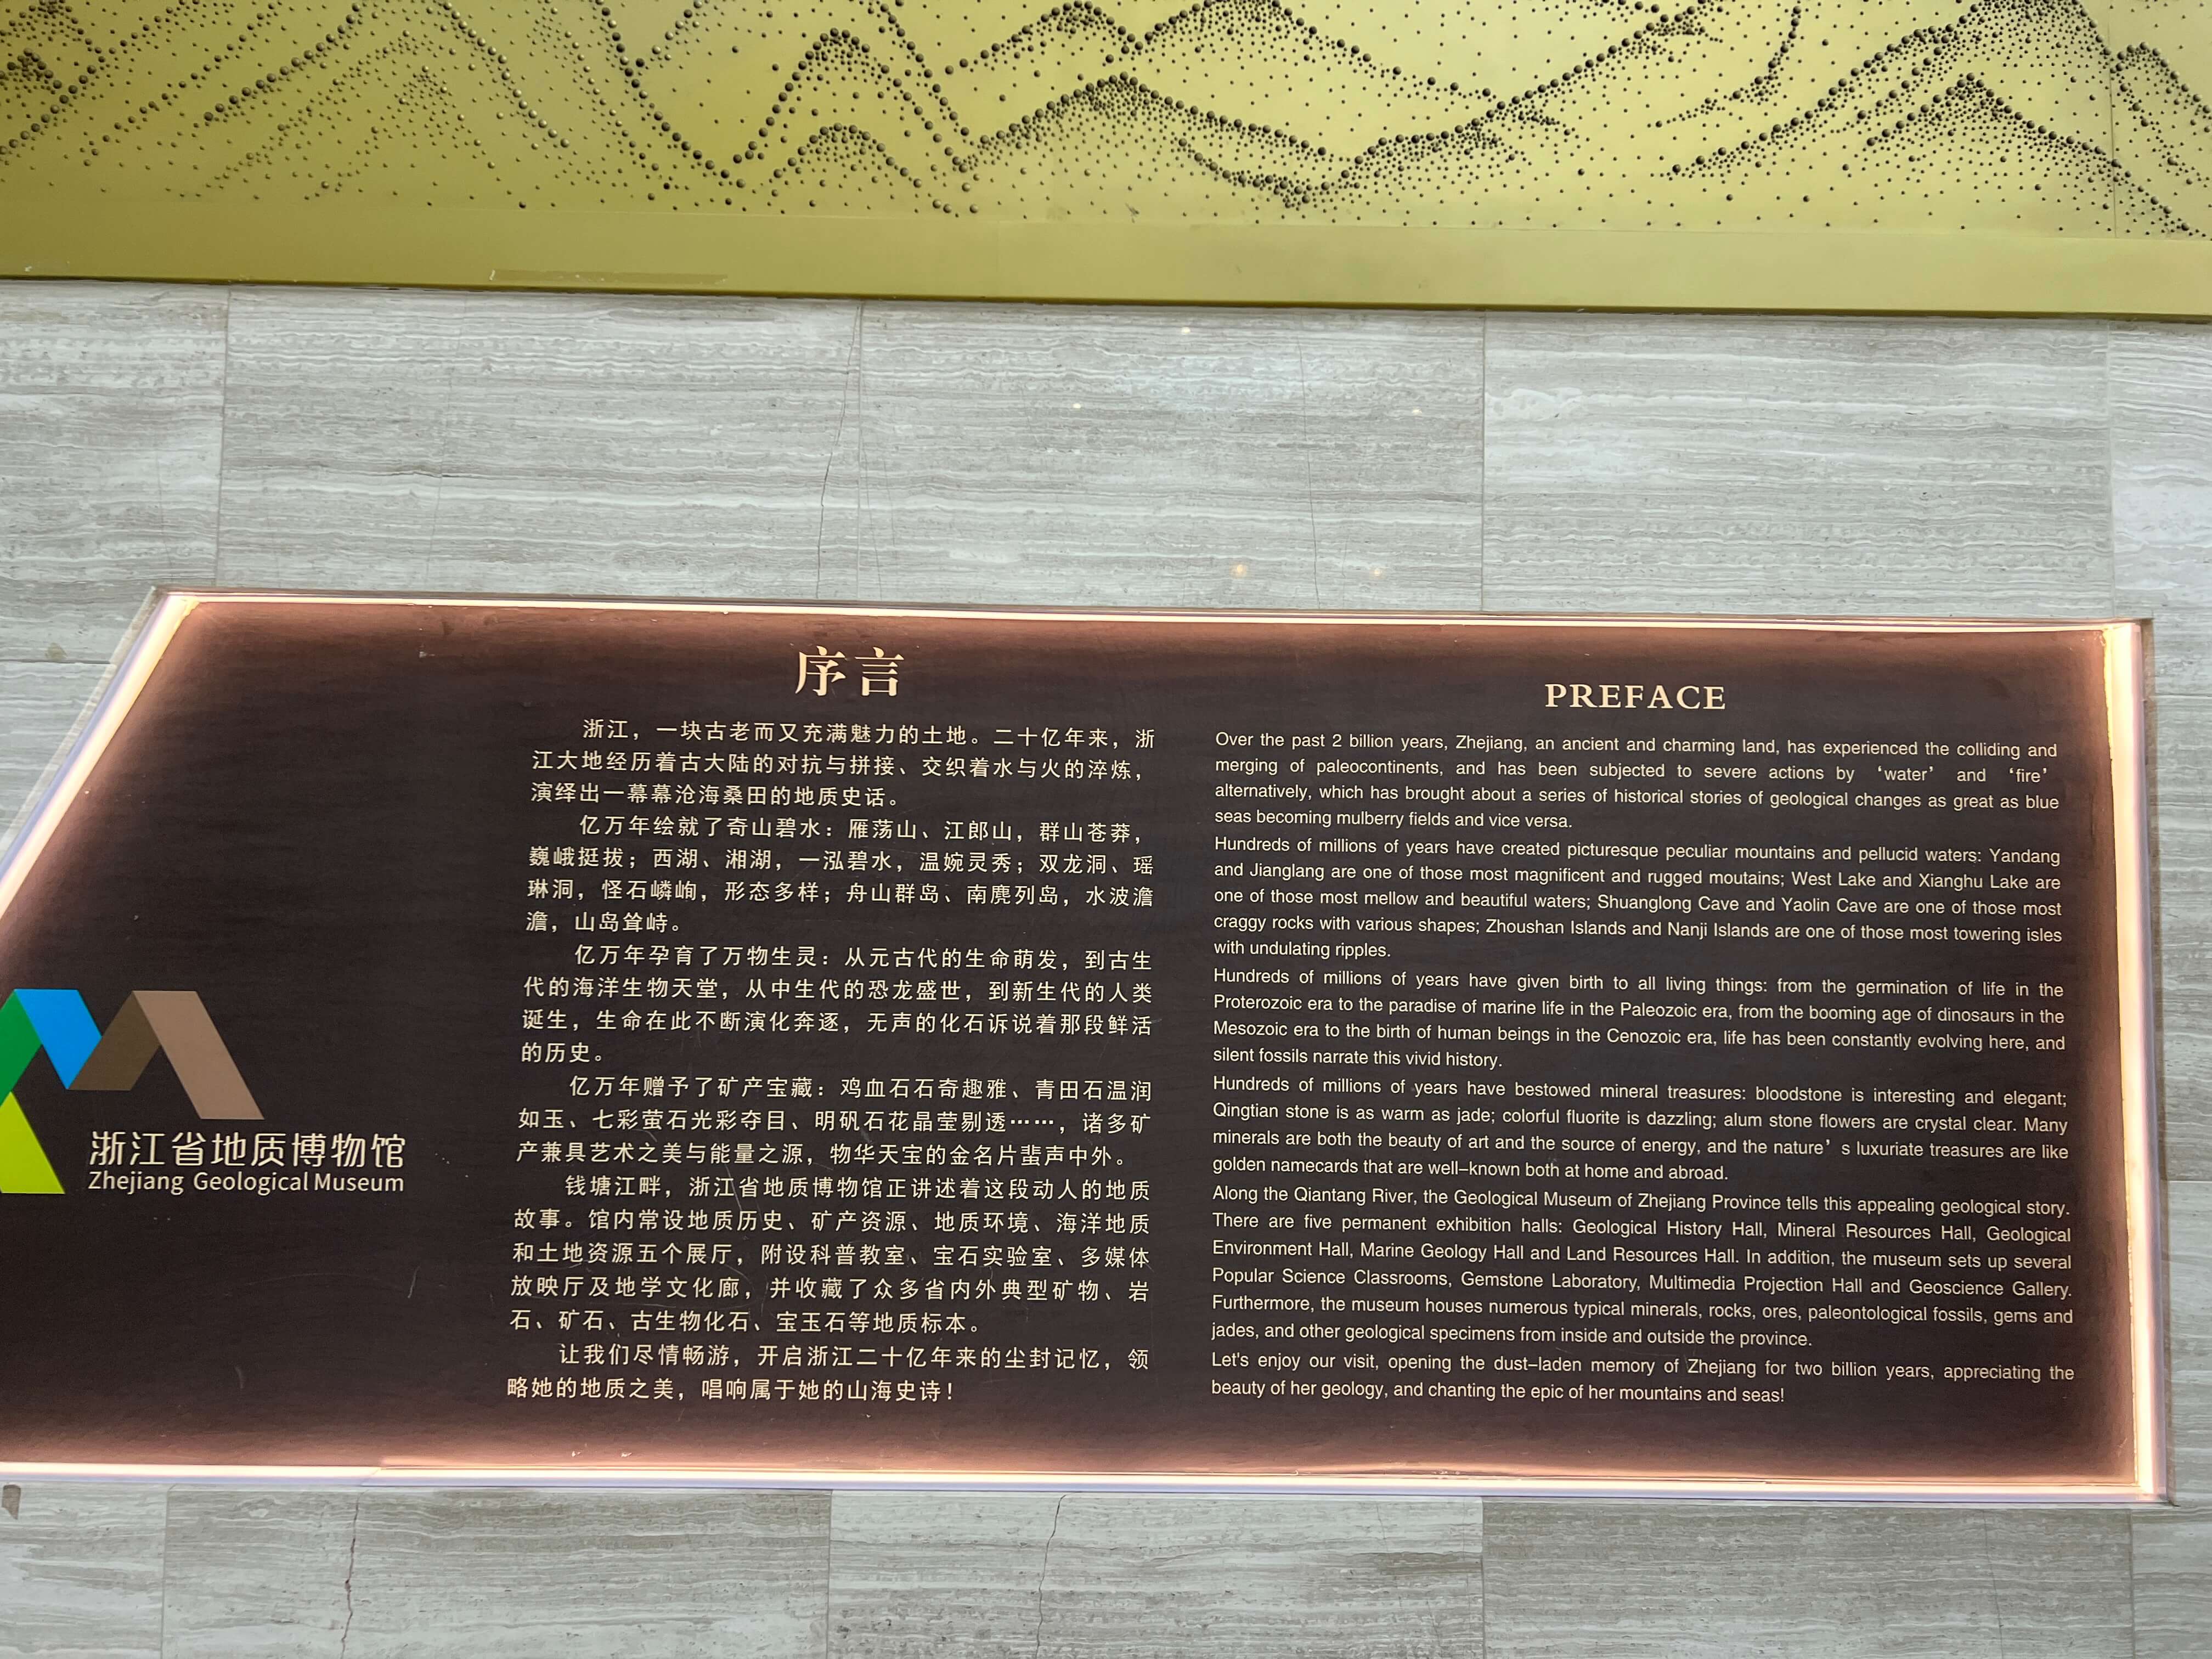 序言
浙江，一块古老而又充满魅力的土地。二十亿年来，浙
江大地经历着古大陆的对抗与拼接、交织着水与火的淬炼，
演绎出一幕幕沧海桑田的地质史话。
亿万年绘就了奇山碧水：雁荡山、江郎山，群山苍莽，
巍峨挺拔；西湖、湘湖，一泓碧水，温婉灵秀；双龙洞、瑶
琳洞，怪石嶙峋，形态多样；舟山群岛、南麂列岛，水波澹
澹，山岛耸峙。
亿万年孕育了万物生灵：从元古代的生命萌发，到古生
代的海洋生物天堂，从中生代的恐龙盛世，到新生代的人类
诞生，生命在此不断演化奔逐，无声的化石诉说着那段鲜活
的历史。
亿万年赠予了矿产宝藏：鸡血石石奇趣雅、青田石温润
如玉、七彩萤石光彩夺目、明矾石花晶莹剔透……，诸多矿
产兼具艺术之美与能量之源，物华天宝的金名片蜚声中外。
钱塘江畔，浙江省地质博物馆正讲述着这段动人的地质
故事。馆内常设地质历史、矿产资源、地质环境、海洋地质
和土地资源五个展厅，附设科普教室、宝石实验室、多媒体
放映厅及地学文化廊，并收藏了众多省内外典型矿物、岩
石、矿石、古生物化石、宝玉石等地质标本。
让我们尽情畅游，开启浙江二十亿年来的尘封记忆，领
略她的地质之美，唱响属于她的山海史诗！
PREFACE
Over the past 2 billion years, Zhejiang, an ancient and charming land, has experienced the colliding and
merging of paleocontinents, and has been subjected to severe actions by ‘water’ and ‘fire’
alternatively, which has brought about a series of historical stories of geological changes as great as blue
seas becoming mulberry fields and vice versa.
Hundreds of millions of years have created picturesque peculiar mountains and pellucid waters: Yandang
and Jianglang are one of those most magnificent and rugged moutains; West Lake and Xianghu Lake are
one of those most mellow and beautiful waters; Shuanglong Cave and Yaolin Cave are one of those most
craggy rocks with various shapes; Zhoushan Islands and Nanji Islands are one of those most towering isles
with undulating ripples.
Hundreds of millions of years have given birth to all living things: from the germination of life in the
Proterozoic era to the paradise of marine life in the Paleozoic era, from the booming age of dinosaurs in the
Mesozoic era to the birth of human beings in the Cenozoic era, life has been constantly evolving here, and
silent fossils narrate this vivid history.
Hundreds of millions of years have bestowed mineral treasures: bloodstone is interesting and elegant;
Qingtian stone is as warm as jade; colorful fluorite is dazzling; alum stone flowers are crystal clear. Many
minerals are both the beauty of art and the source of energy, and the nature’s luxuriate treasures are like
golden namecards that are well-known both at home and abroad.
Along the Qiantang River, the Geological Museum of Zhejiang Province tells this appealing geological story.
There are five permanent exhibition halls: Geological History Hall, Mineral Resources Hall, Geological
Environment Hall, Marine Geology Hall and Land Resources Hall. In addition, the museum sets up several
Popular Science Classrooms, Gemstone Laboratory, Multimedia Projection Hall and Geoscience Gallery.
Furthermore, the museum houses numerous typical minerals, rocks, ores, paleontological fossils, gems and
jades, and other geological specimens from inside and outside the province.
Let's enjoy our visit, opening the dust-laden memory of Zhejiang for two billion years, appreciating the
beauty of her geology, and chanting the epic of her mountains and seas!
浙江省地质博物馆
Zhejiang Geological Museum